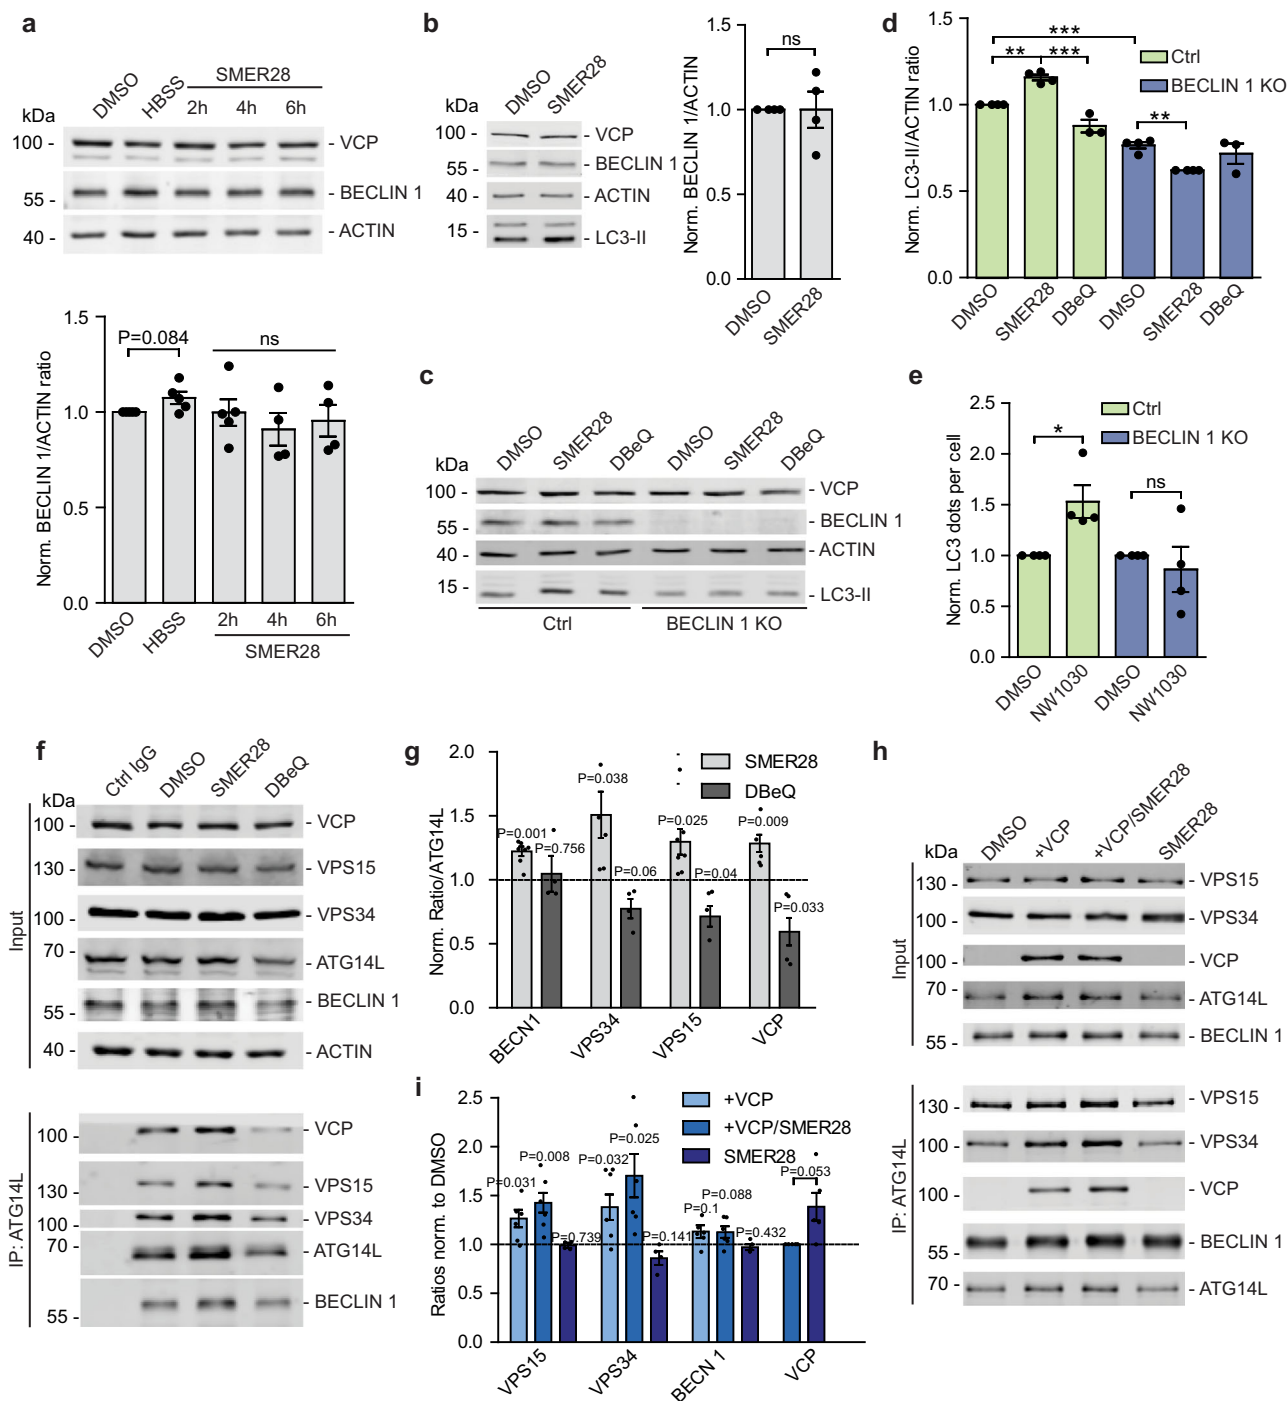 a
SMER28
DMSO
HBSS
2h
4h
6h
kDa
100 -
- VCP
55 -
- BECLIN 1
40 -
- ACTIN
1.5
1.0
0.5
0.0
Norm. BECLIN 1/ACTIN ratio
P=0.084
ns
DMSO
HBSS
2h
4h
6h
SMER28
b
DMSO
SMER28
kDa
100 -
- VCP
55 -
- BECLIN 1
40 -
- ACTIN
15 -
- LC3-II
Norm. BECLIN 1/ACTIN
1.5
1.0
0.5
0.0
ns
DMSO
SMER28
c
DMSO
SMER28
DBeQ
DMSO
SMER28
DBeQ
kDa
100 -
- VCP
55 -
- BECLIN 1
40 -
- ACTIN
15 -
- LC3-II
Ctrl
BECLIN 1 KO
d
Norm. LC3-II/ACTIN ratio
1.5
1.0
0.5
0.0
***
**
***
**
Ctrl
BECLIN 1 KO
DMSO
SMER28
DBeQ
DMSO
SMER28
DBeQ
e
Norm. LC3 dots per cell
2.5
2.0
1.5
1.0
0.5
0.0
*
ns
Ctrl
BECLIN 1 KO
DMSO
NW1030
DMSO
NW1030
f
Ctrl IgG
DMSO
SMER28
DBeQ
kDa
Input
100 -
- VCP
130 -
- VPS15
100 -
- VPS34
70 -
- ATG14L
55 -
- BECLIN 1
40 -
- ACTIN
IP: ATG14L
100 -
- VCP
130 -
- VPS15
100 -
- VPS34
70 -
- ATG14L
55 -
- BECLIN 1
g
Norm. Ratio/ATG14L
2.0
1.5
1.0
0.5
0.0
SMER28
DBeQ
P=0.001
P=0.756
P=0.038
P=0.06
P=0.025
P=0.04
P=0.009
P=0.033
BECN1
VPS34
VPS15
VCP
h
DMSO
+VCP
+VCP/SMER28
SMER28
kDa
Input
130 -
- VPS15
100 -
- VPS34
100 -
- VCP
70 -
- ATG14L
55 -
- BECLIN 1
IP: ATG14L
130 -
- VPS15
100 -
- VPS34
100 -
- VCP
55 -
- BECLIN 1
70 -
- ATG14L
i
Ratios norm. to DMSO
2.5
2.0
1.5
1.0
0.5
0.0
+VCP
+VCP/SMER28
SMER28
P=0.031
P=0.008
P=0.739
P=0.032
P=0.025
P=0.141
P=0.1
P=0.088
P=0.432
P=0.053
VPS15
VPS34
BECN 1
VCP